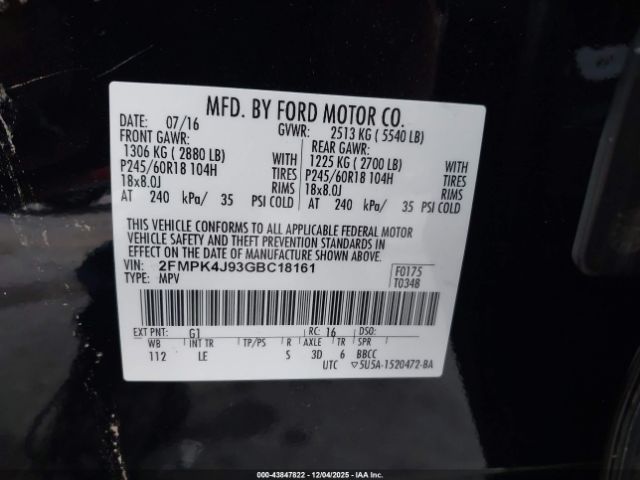 MFD. BY FORD MOTOR CO.
DATE: 07/16 GVWR: 2513 KG ( 5540 LB)
FRONT GAWR: REAR GAWR:
1306 KG ( 2880 LB) WITH 1225 KG ( 2700 LB) WITH
P245/60R18 104H TIRES P245/60R18 104H TIRES
18x8.0J RIMS 18x8.0J RIMS
AT 240 kPa/ 35 PSI COLD AT 240 kPa/ 35 PSI COLD
THIS VEHICLE CONFORMS TO ALL APPLICABLE FEDERAL MOTOR
VEHICLE SAFETY AND THEFT PREVENTION STANDARDS IN
EFFECT ON THE DATE OF MANUFACTURE SHOWN ABOVE.
VIN: 2FMPK4J93GBC18161 F0175
TYPE: MPV T0348
EXT PNT: G1 RC: 16 DSO:
WB INT TR TP/PS R AXLE TR SPR
112 LE S 3D 6 BBCC
UTC ▽5U5A-1520472-BA
00-43847822 - 12/04/2025 - IAAI.COM